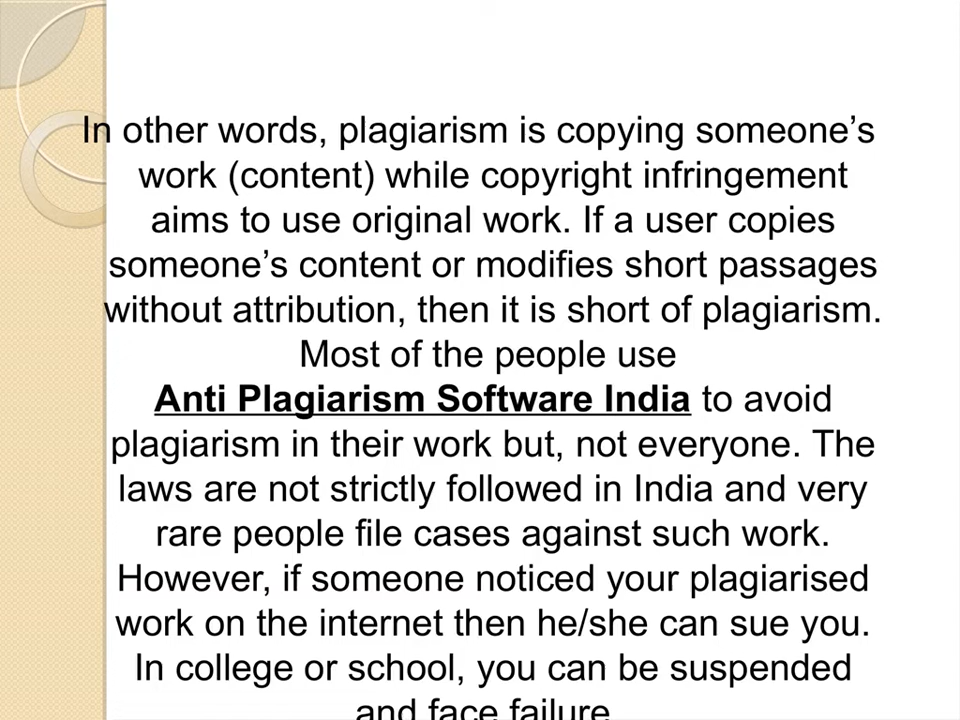 In other words, plagiarism is copying someone’s
work (content) while copyright infringement
aims to use original work. If a user copies
someone’s content or modifies short passages
without attribution, then it is short of plagiarism.
Most of the people use
Anti Plagiarism Software India to avoid
plagiarism in their work but, not everyone. The
laws are not strictly followed in India and very
rare people file cases against such work.
However, if someone noticed your plagiarised
work on the internet then he/she can sue you.
In college or school, you can be suspended
and face failure